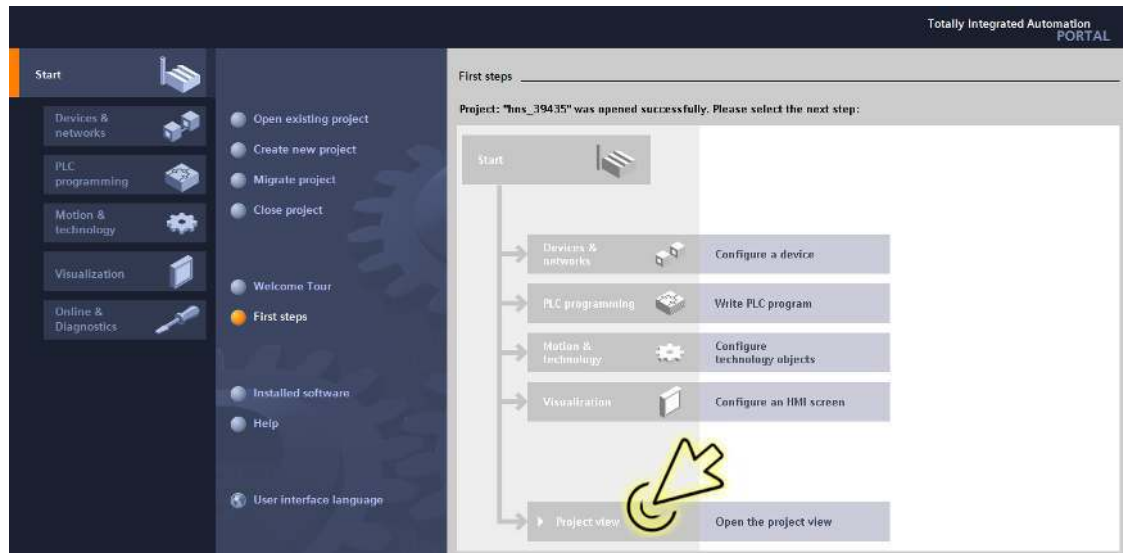 Totally Integrated Automation
PORTAL
Start
Devices &
networks
PLC
programming
Motion &
technology
Visualization
Online &
Diagnostics
Open existing project
Create new project
Migrate project
Close project
Welcome Tour
First steps
Installed software
Help
User interface language
First steps
Project: "hns_39435" was opened successfully. Please select the next step:
Start
Devices &
networks
Configure a device
PLC programming
Write PLC program
Motion &
technology
Configure
technology objects
Visualization
Configure an HMI screen
Project view
Open the project view